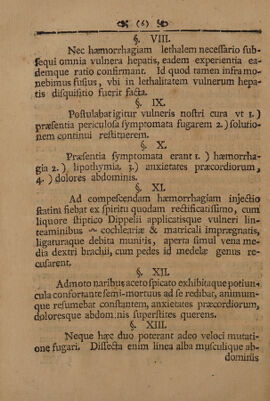 (6)
§. VIII.
Nec hæmorrhagiam lethalem necessario sub-
sequi omnia vulnera hepatis, eadem experientia ea-
demque ratio confirmant. Id quod tamen infra mo-
nebimus fusius, vbi in lethalitatem vulnerum hepa-
tis disquisitio fuerit facta.
§. IX.
Postulabat igitur vulneris nostri cura vt 1.)
præsentia periculosa symptomata fugarem 2.) solutio-
nem continui restituerem.
§. X.
Præsentia symptomata erant 1.) hæmorrha-
gia 2.) lipothymia, 3.) anxietates præcordiorum,
4.) dolores abdominis.
§. XI.
Ad compescendam hæmorrhagiam injectio
statim fiebat ex spiritu quodam rectificatissimo, cum
liquore stiptico Dippelii applicatisque vulneri lin-
teaminibus cochleariæ & matricali imprægnatis,
ligaturaque debita munitis, aperta simul vena me-
dia dextri brachii, cum pedes id medelæ genus re-
cusarent.
§. XII.
Admoto naribus aceto spicato exhibitaque potiun-
cula confortante semi-mortuus ad se redibat, animum-
que resumebat constantem, anxietates præcordiorum,
doloresque abdominis superstites querens.
§. XIII.
Neque hæc duo poterant adeo veloci mutati-
one fugari. Dissecta enim linea alba musculique ab-
dominis